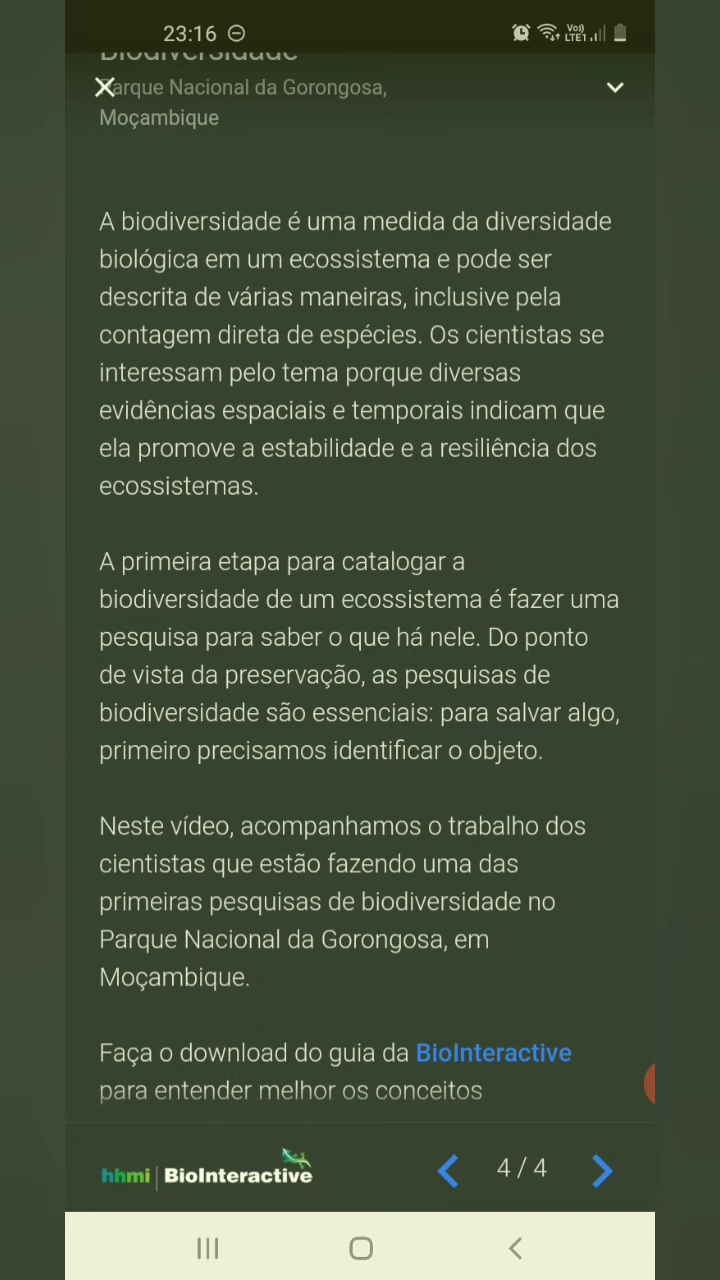 23:16
Vo)) LTE1
Biodiversidade
Parque Nacional da Gorongosa,
Moçambique
A biodiversidade é uma medida da diversidade
biológica em um ecossistema e pode ser
descrita de várias maneiras, inclusive pela
contagem direta de espécies. Os cientistas se
interessam pelo tema porque diversas
evidências espaciais e temporais indicam que
ela promove a estabilidade e a resiliência dos
ecossistemas.
A primeira etapa para catalogar a
biodiversidade de um ecossistema é fazer uma
pesquisa para saber o que há nele. Do ponto
de vista da preservação, as pesquisas de
biodiversidade são essenciais: para salvar algo,
primeiro precisamos identificar o objeto.
Neste vídeo, acompanhamos o trabalho dos
cientistas que estão fazendo uma das
primeiras pesquisas de biodiversidade no
Parque Nacional da Gorongosa, em
Moçambique.
Faça o download do guia da BioInteractive
para entender melhor os conceitos
hhmi | BioInteractive
4 / 4